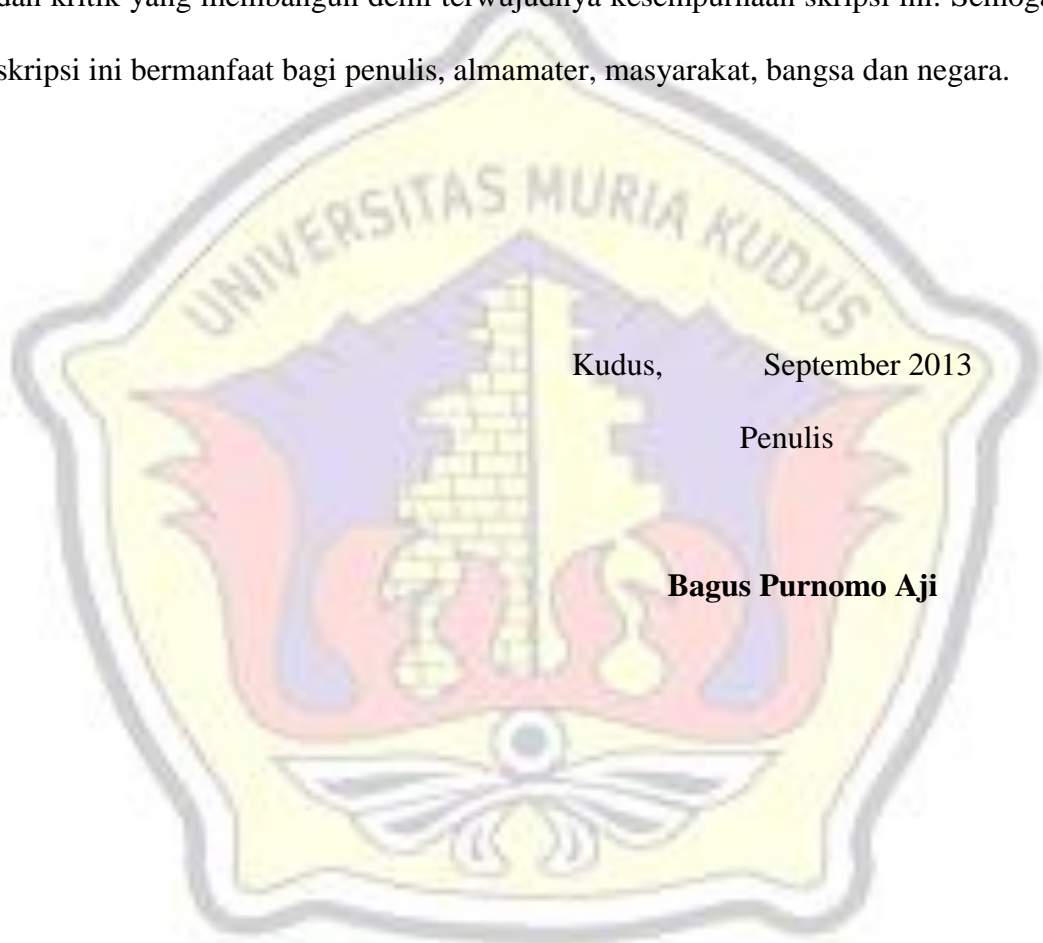 dan kritik yang membangun demi terwujudnya kesempurnaan skripsi ini. Semoga
skripsi ini bermanfaat bagi penulis, almamater, masyarakat, bangsa dan negara.
UNIVERSITAS MURIA KUDUS
Kudus, September 2013
Penulis
Bagus Purnomo Aji